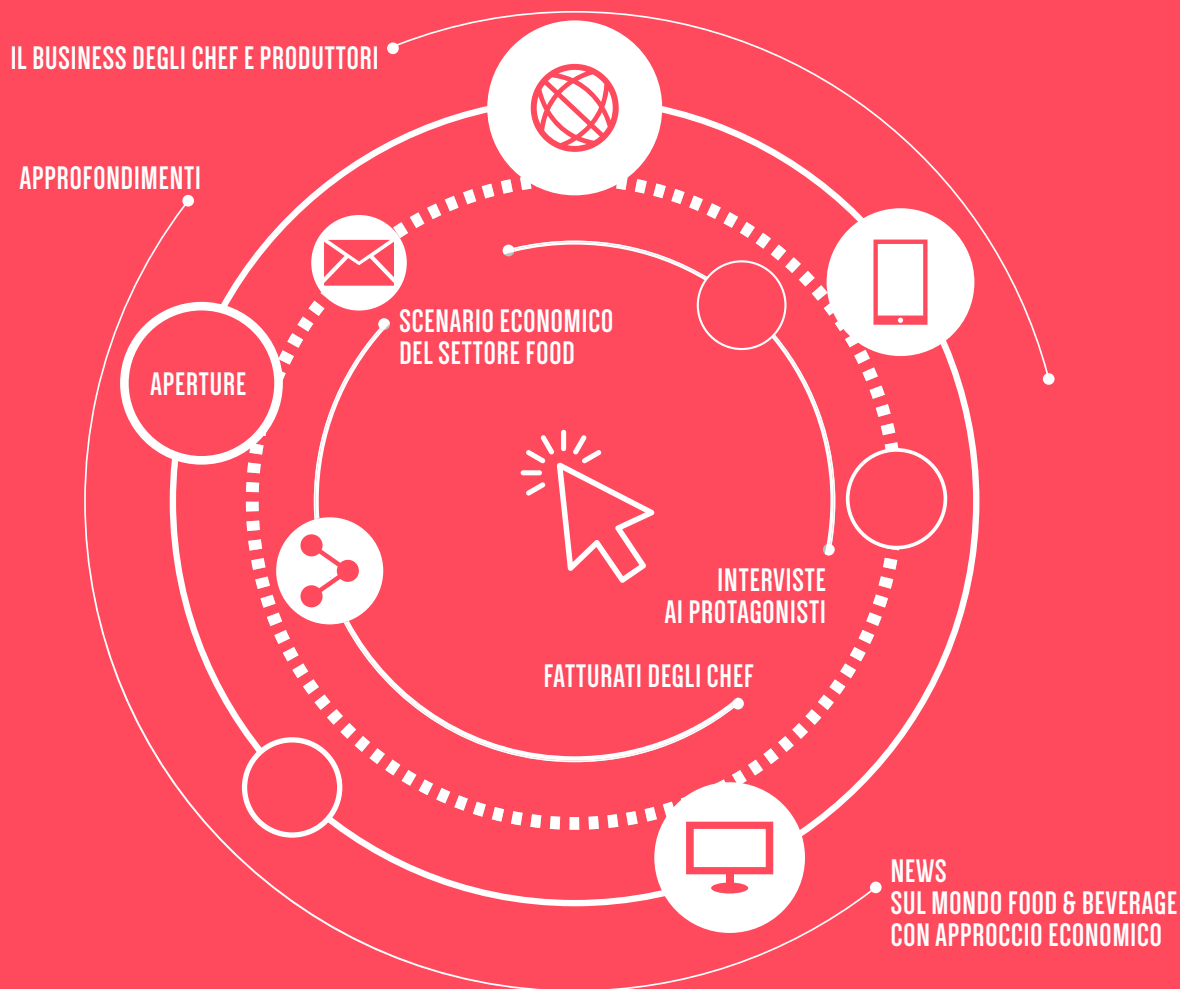 IL BUSINESS DEGLI CHEF E PRODUTTORI
APPROFONDIMENTI
SCENARIO ECONOMICO
DEL SETTORE FOOD
APERTURE
INTERVISTE
AI PROTAGONISTI
FATTURATI DEGLI CHEF
NEWS
SUL MONDO FOOD & BEVERAGE
CON APPROCCIO ECONOMICO